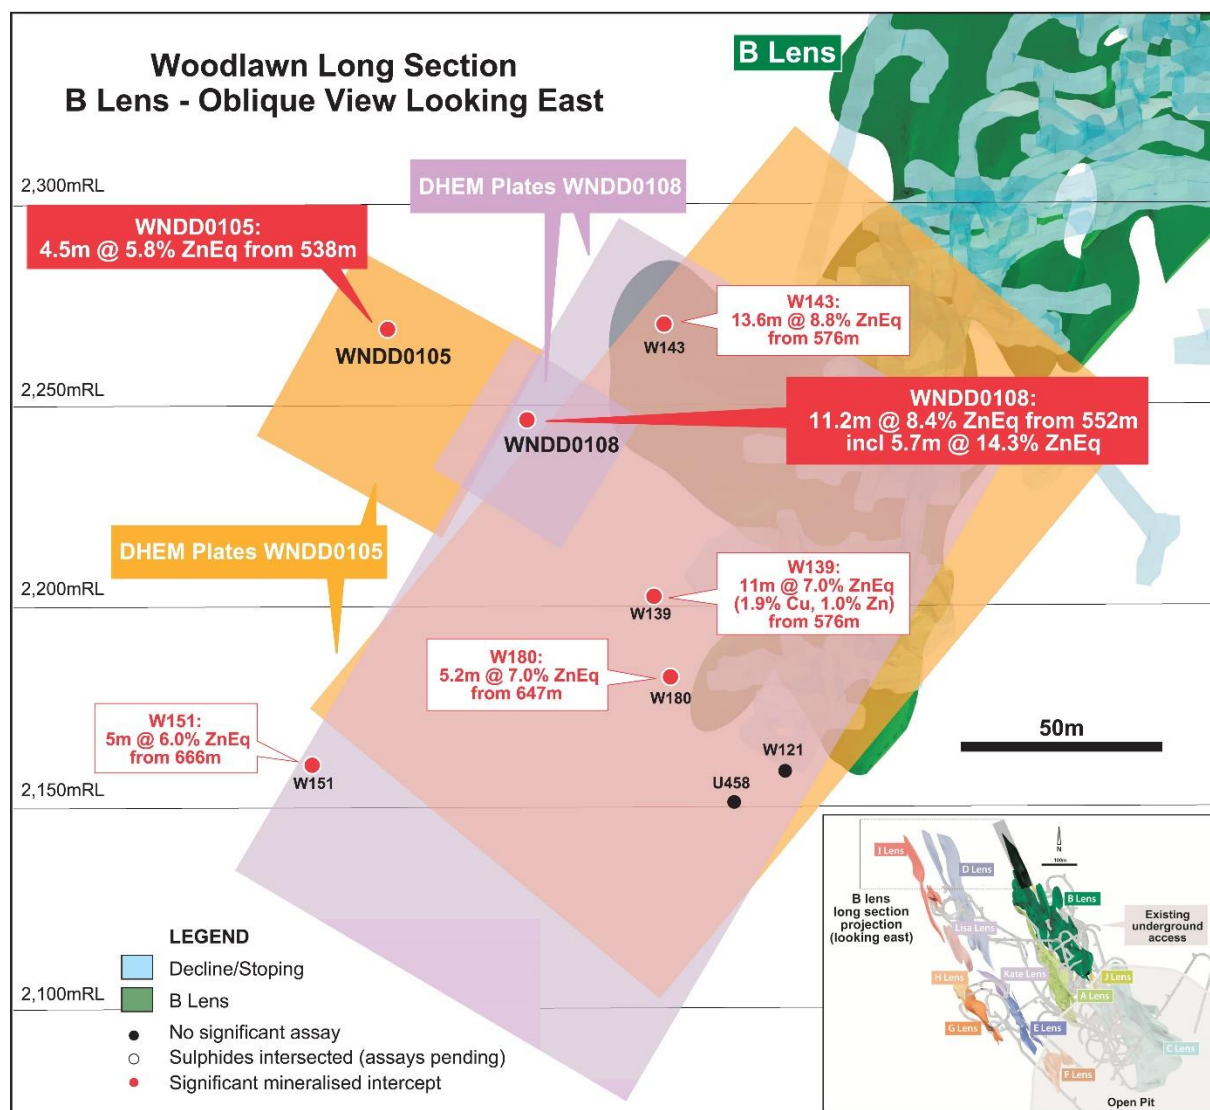 Woodlawn Long Section
B Lens - Oblique View Looking East
B Lens
2,300mRL
DHEM Plates WNDD0108
WNDD0105:
4.5m @ 5.8% ZnEq from 538m
W143:
13.6m @ 8.8% ZnEq
from 576m
W143
WNDD0105
2,250mRL
WNDD0108:
11.2m @ 8.4% ZnEq from 552m
incl 5.7m @ 14.3% ZnEq
WNDD0108
DHEM Plates WNDD0105
2,200mRL
W139:
11m @ 7.0% ZnEq
(1.9% Cu, 1.0% Zn)
from 576m
W139
W180:
5.2m @ 7.0% ZnEq
from 647m
W180
W151:
5m @ 6.0% ZnEq
from 666m
W151
50m
W121
U458
2,150mRL
2,100mRL
LEGEND
Decline/Stoping
B Lens
No significant assay
Sulphides intersected (assays pending)
Significant mineralised intercept
N
100m
I Lens
D Lens
B Lens
B lens
long section
projection
(looking east)
Existing
underground
access
Lisa Lens
H Lens
Kate Lens
J Lens
A Lens
G Lens
E Lens
C Lens
F Lens
Open Pit